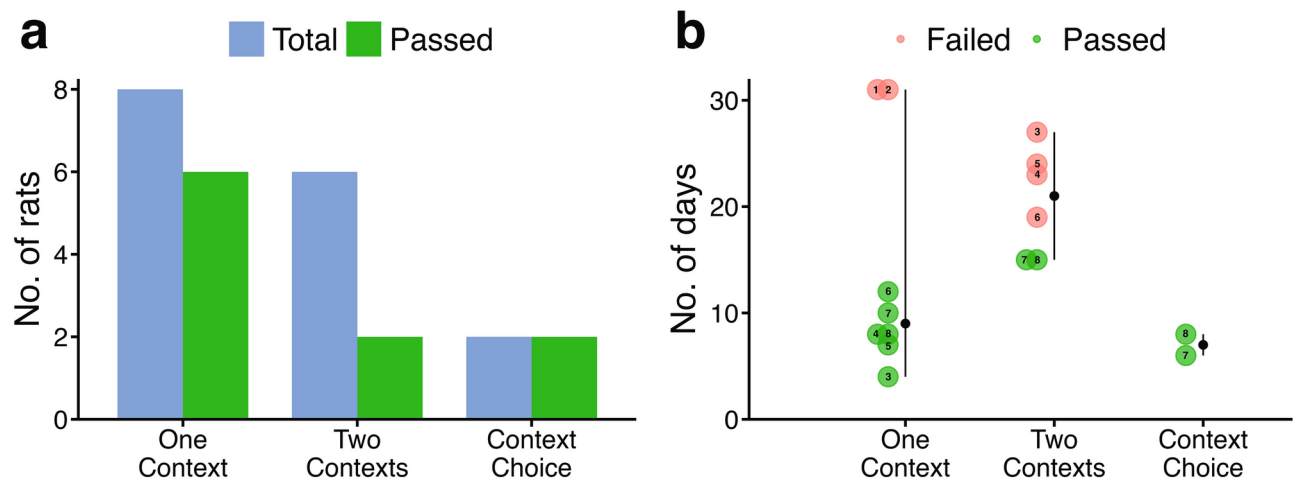 a
Total Passed
No. of rats
8
6
4
2
0
One Context
Two Contexts
Context Choice
b
Failed Passed
No. of days
30
20
10
0
1 2
6
7
4 8
5
3
3
5
4
6
7 8
8
7
One Context
Two Contexts
Context Choice